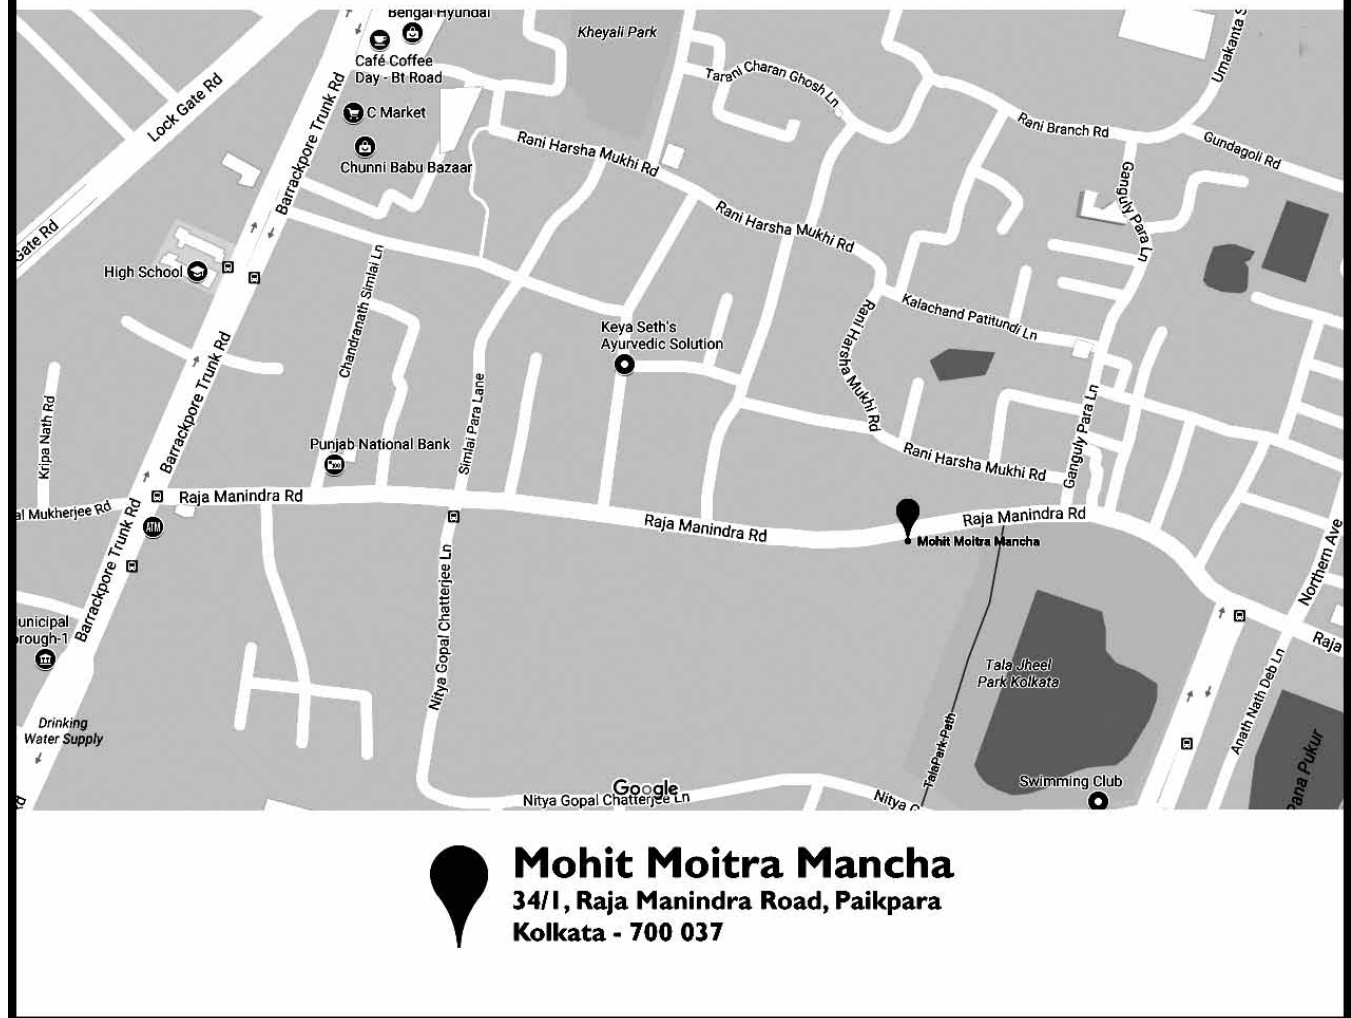 Bengal Hyundai
Kheyali Park
Café Coffee
Day - Bt Road
Umakanta S
Tarani Charan Ghosh Ln
Lock Gate Rd
Barrackpore Trunk Rd
C Market
Rani Branch Rd
Gundagoli Rd
Rani Harsha Mukhi Rd
Chunni Babu Bazaar
Ganguly Para Ln
Rani Harsha Mukhi Rd
Gate Rd
High School
Chandranath Simlai Ln
Kalachand Patitundi Ln
Rani Harsha Mukhi Rd
Keya Seth's
Ayurvedic Solution
Barrackpore Trunk Rd
Kripa Nath Rd
Simlai Para Lane
Ganguly Para Ln
Punjab National Bank
Rani Harsha Mukhi Rd
Raja Manindra Rd
al Mukherjee Rd
Raja Manindra Rd
Raja Manindra Rd
ATM
Mohit Moitra Mancha
Barrackpore Trunk Rd
Nitya Gopal Chatterjee Ln
Northern Ave
unicipal
orough-1
Raja
Tala Jheel
Park Kolkata
Anath Nath Deb Ln
Drinking
Water Supply
TalaPark Path
Pana Pukur
Swimming Club
Google
Nitya Gopal Chatterjee Ln
Nitya G
Rd
Mohit Moitra Mancha
34/1, Raja Manindra Road, Paikpara
Kolkata - 700 037